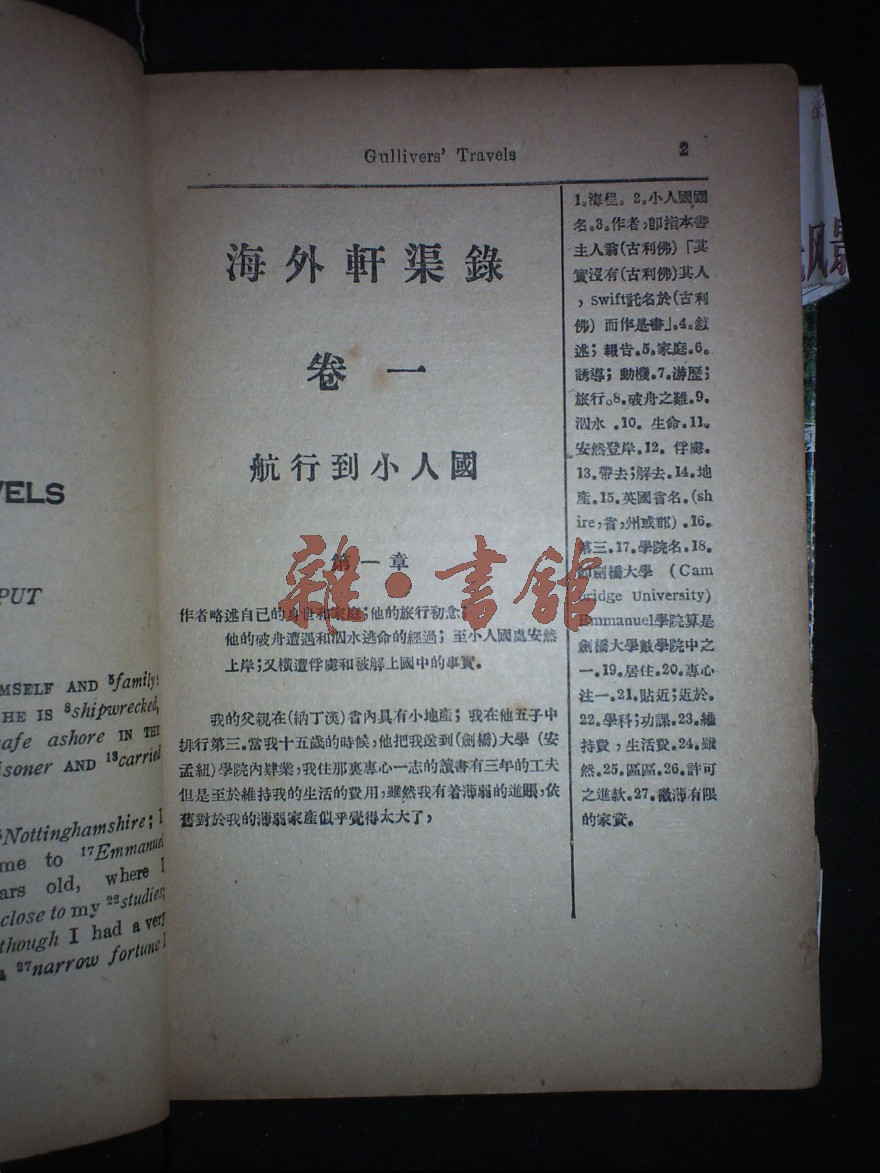 VELS
PUT
MSELF AND ⁵family:
HE IS ⁸shipwrecked,
afe ashore IN THE
isoner AND ¹³carried
Nottinghamshire; I
me to ¹⁷Emmanuel
ars old, where I
close to my ²²studies;
though I had a very
a ²⁷narrow fortune
Gullivers' Travels 2
海外軒渠錄
卷一
航行到小人國
第一章
作者略述自己的身世和家庭;他的旅行初念;
他的破舟遭遇和泅水逃命的經過;至小人國處安然
上岸;又橫遭俘虜和被解上國中的事實。
我的父親在(納丁漢)省內具有小地產;我在他五子中
排行第三.當我十五歲的時候,他把我送到(劍橋)大學(安
孟紐)學院內肄業,我住那裏專心一志的讀書有三年的工夫
但是至於維持我的生活的費用,雖然我有着薄弱的進賬,依
舊對於我的薄弱家產似乎覺得太大了,
1。海程。2。小人國國
名。3。作者,即指本書
主人翁(古利佛)「其
實沒有(古利佛)其人
,swift託名於(古利
佛)而作是書」.4.敍
述;報告.5.家庭.6.
誘導;動機.7.游歷;
旅行。8.破舟之難.9.
泅水.10.生命.11。
安然登岸.12.俘虜.
13.帶去;解去.14.地
產.15.英國省名.(sh
ire,省,州或郡).16.
第三.17.學院名.18.
即劍橋大學 (Cam
bridge University)
Emmanuel學院算是
劍橋大學數學院中之
一.19.居住.20.專心
注一.21.貼近;近於.
22.學科;功課.23.維
持費,生活費.24.雖
然.25.區區.26.許可
之進款.27.微薄有限
的家資.
雜·書館
风景